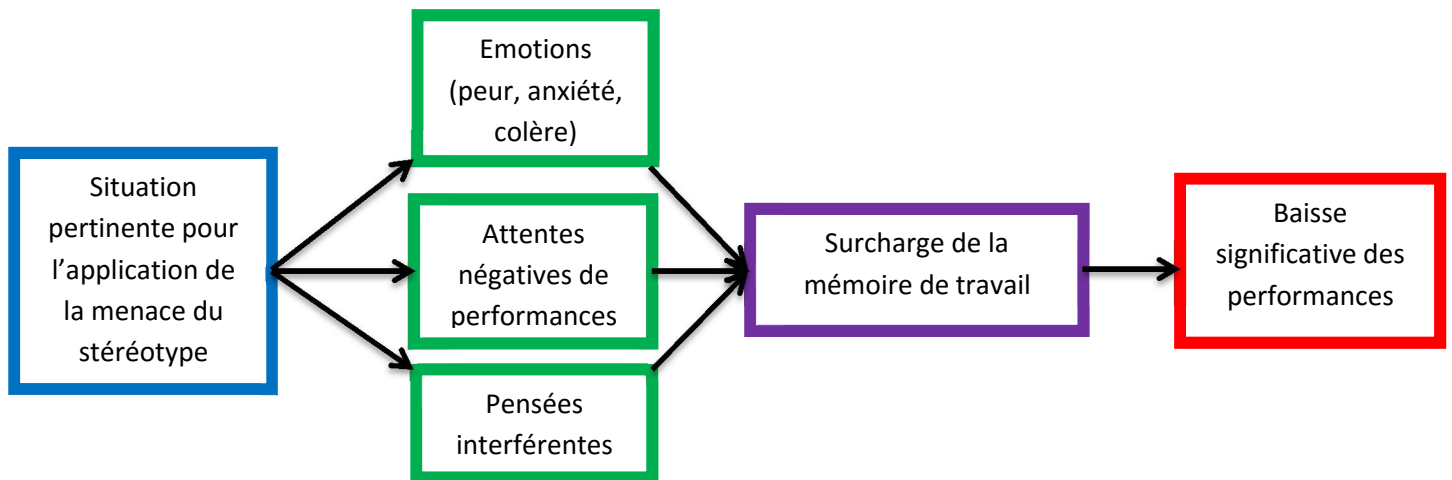 Situation
pertinente pour
l’application de
la menace du
stéréotype
Emotions
(peur, anxiété,
colère)
Attentes
négatives de
performances
Pensées
interférentes
Surcharge de la
mémoire de travail
Baisse
significative des
performances